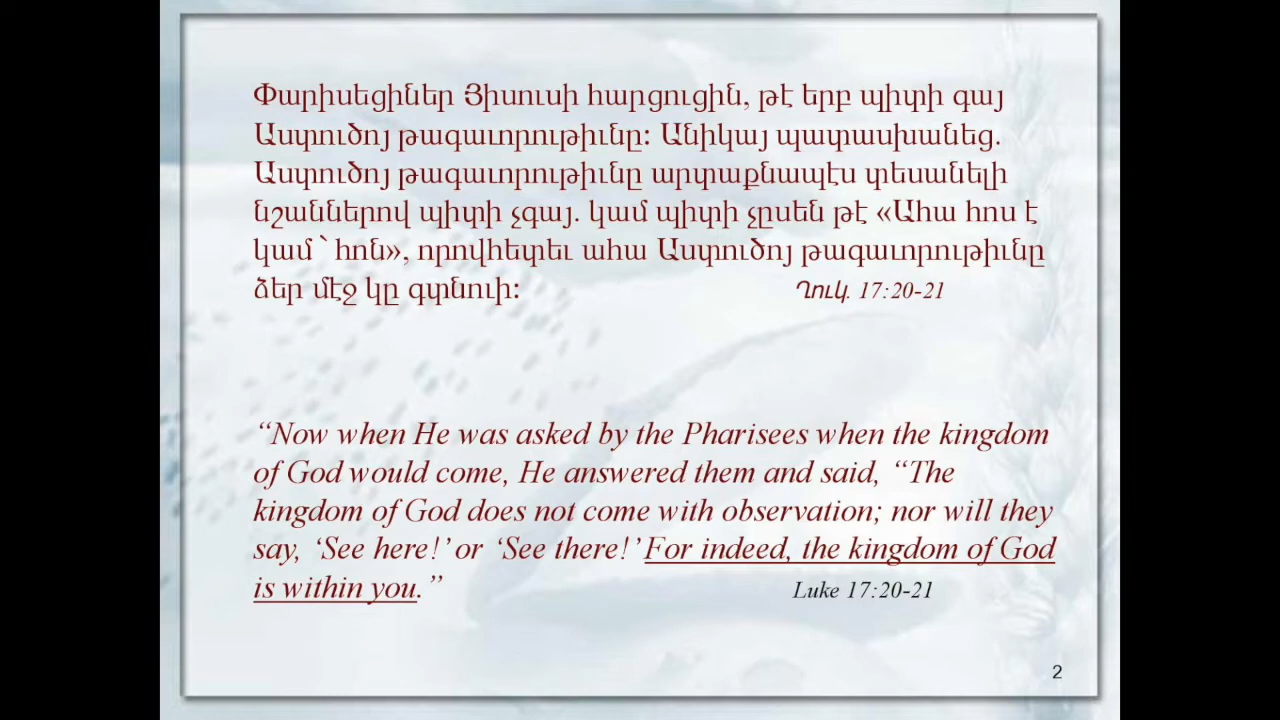 Փարիսեցիներ Յիսուսի հարցուցին, թէ երբ պիտի գայ
Աստուծոյ թագաւորութիւնը։ Անիկայ պատասխանեց.
Աստուծոյ թագաւորութիւնը արտաքնապէս տեսանելի
նշաններով պիտի չգայ. կամ պիտի չըսեն թէ «Ահա հոս է
կամ՝ հոն», որովհետեւ ահա Աստուծոյ թագաւորութիւնը
ձեր մէջ կը գտնուի։ Ղուկ. 17:20-21
“Now when He was asked by the Pharisees when the kingdom
of God would come, He answered them and said, “The
kingdom of God does not come with observation; nor will they
say, ‘See here!’ or ‘See there!’ For indeed, the kingdom of God
is within you.” Luke 17:20-21
2